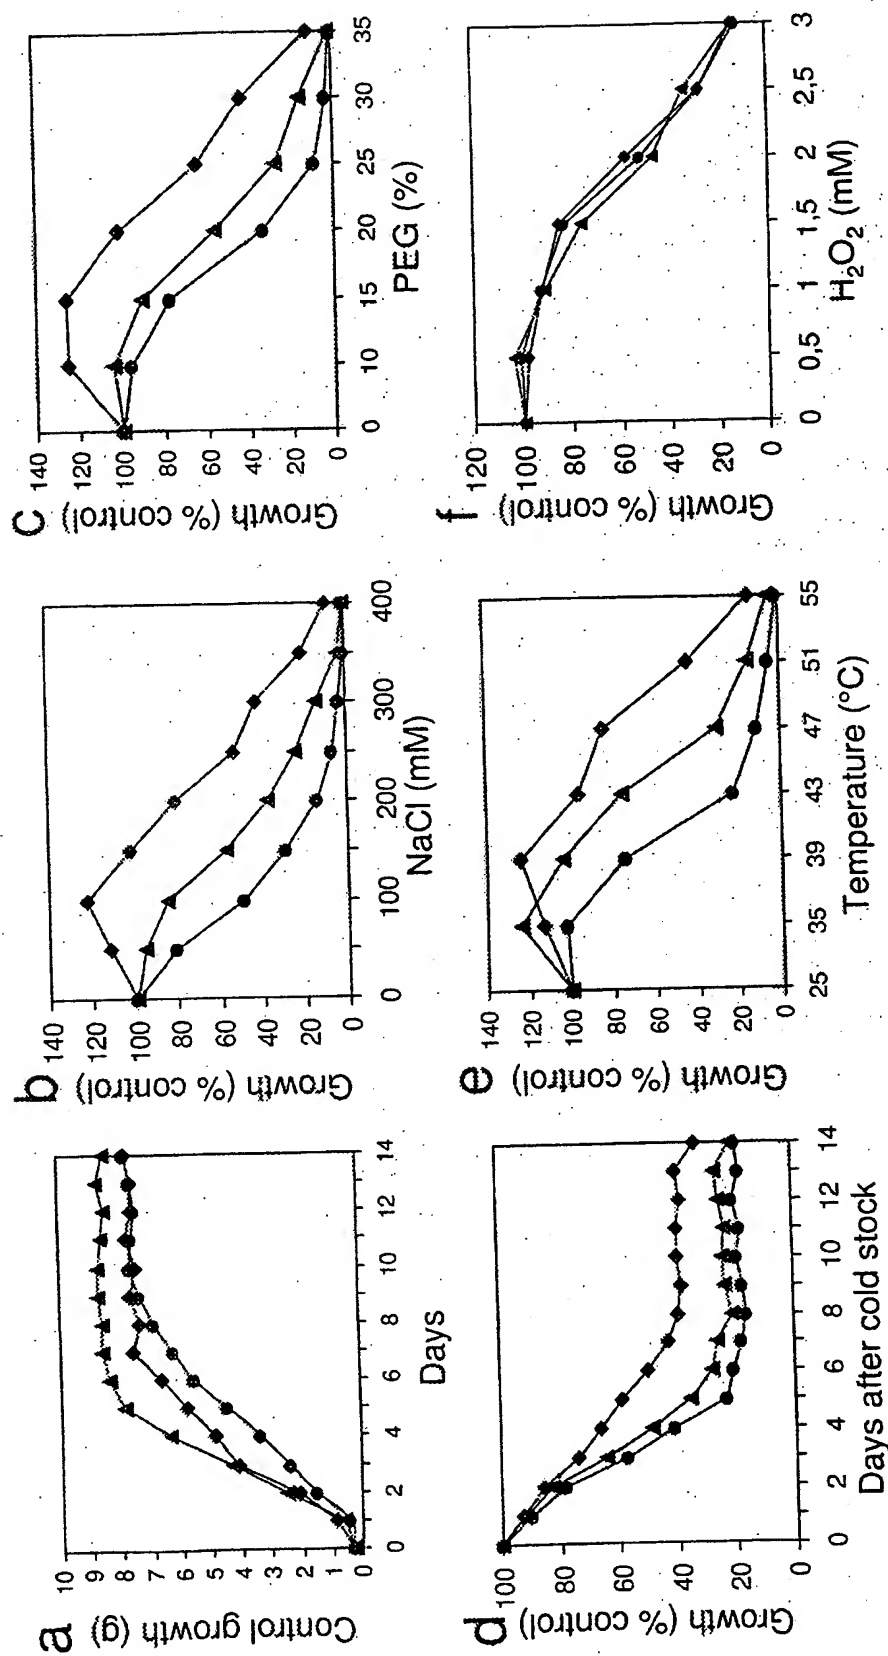 a
Control growth (g)
10
9
8
7
6
5
4
3
2
1
0
0 2 4 6 8 10 12 14
Days
b
Growth (% control)
140
120
100
80
60
40
20
0
0 100 200 300 400
NaCl (mM)
c
Growth (% control)
140
120
100
80
60
40
20
0
0 10 15 20 25 30 35
PEG (%)
d
Growth (% control)
100
80
60
40
20
0 2 4 6 8 10 12 14
Days after cold stock
e
Growth (% control)
140
120
100
80
60
40
20
0
25 35 39 43 47 51 55
Temperature (°C)
f
Growth (% control)
120
100
80
60
40
20
0
0 0,5 1 1,5 2 2,5 3
H₂O₂ (mM)